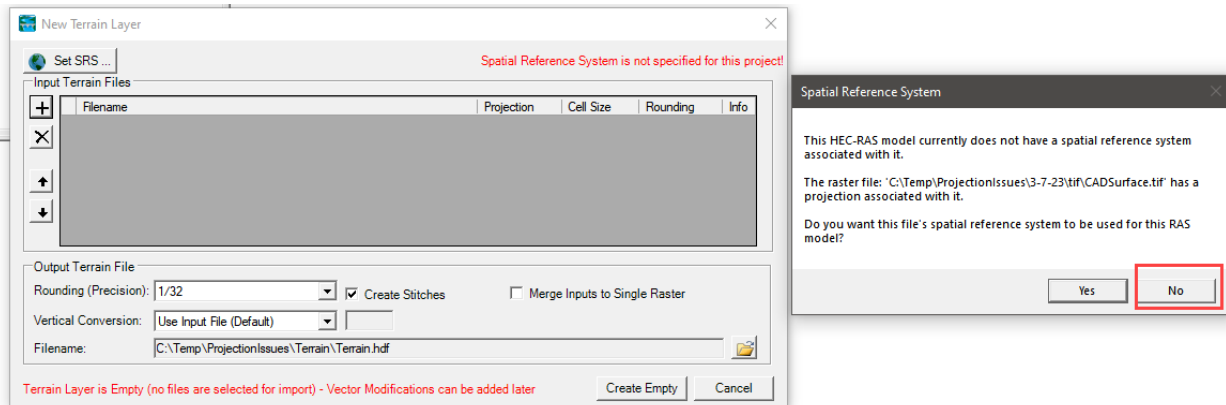 New Terrain Layer
Set SRS ...
Spatial Reference System is not specified for this project!
Input Terrain Files
Filename Projection Cell Size Rounding Info
Output Terrain File
Rounding (Precision): 1/32 Create Stitches Merge Inputs to Single Raster
Vertical Conversion: Use Input File (Default)
Filename: C:\Temp\ProjectionIssues\Terrain\Terrain.hdf
Terrain Layer is Empty (no files are selected for import) - Vector Modifications can be added later
Create Empty Cancel
Spatial Reference System
This HEC-RAS model currently does not have a spatial reference system
associated with it.
The raster file: 'C:\Temp\ProjectionIssues\3-7-23\tif\CADSurface.tif' has a
projection associated with it.
Do you want this file's spatial reference system to be used for this RAS
model?
Yes No